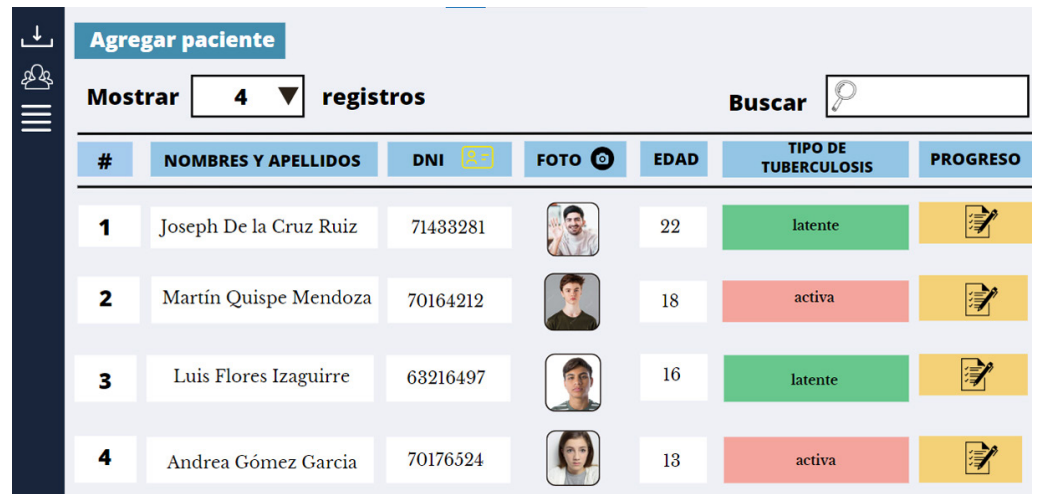 Agregar paciente
Mostrar 4 registros
Buscar
# NOMBRES Y APELLIDOS DNI FOTO EDAD TIPO DE TUBERCULOSIS PROGRESO
1 Joseph De la Cruz Ruiz 71433281 22 latente
2 Martín Quispe Mendoza 70164212 18 activa
3 Luis Flores Izaguirre 63216497 16 latente
4 Andrea Gómez Garcia 70176524 13 activa